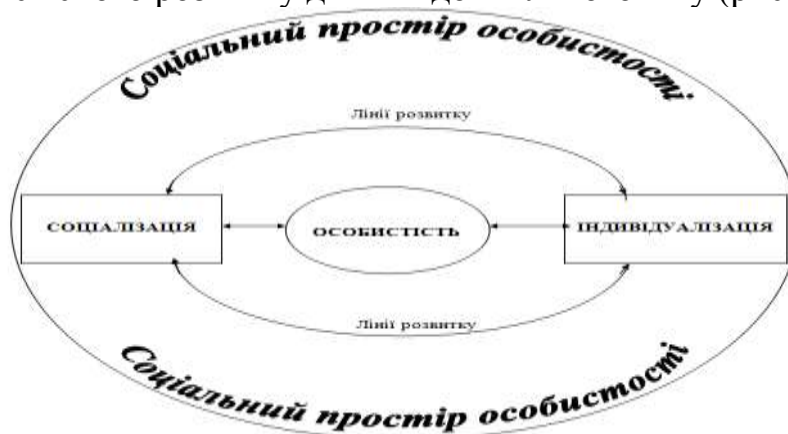 Соціальний простір особистості
Лінії розвитку
СОЦІАЛІЗАЦІЯ
ОСОБИСТІСТЬ
ІНДИВІДУАЛІЗАЦІЯ
Лінії розвитку
Соціальний простір особистості